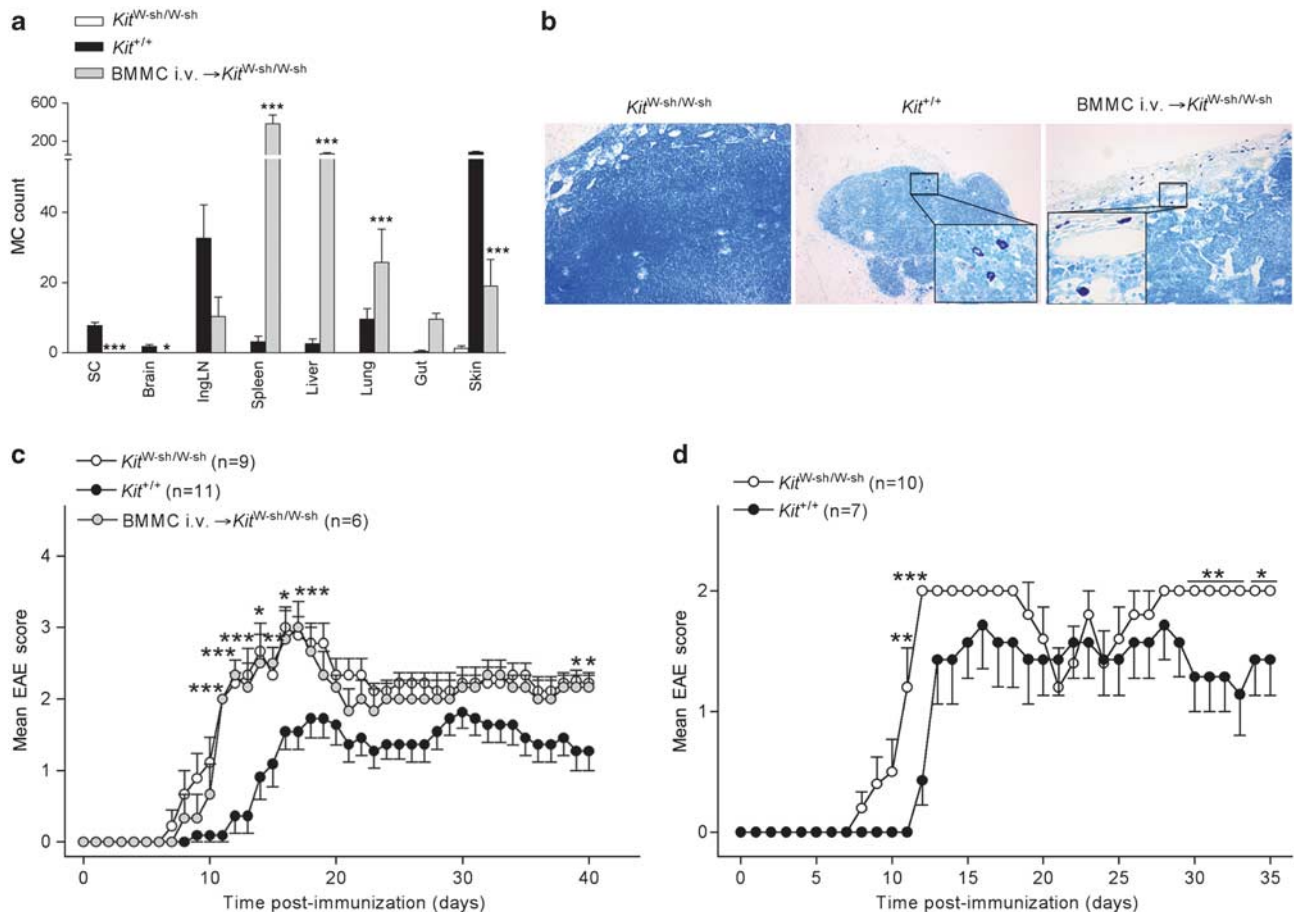 a
Kit^W-sh/W-sh
Kit^+/+
BMMC i.v. →Kit^W-sh/W-sh
600
200
40
20
0
MC count
***
*
***
***
***
***
SC
Brain
IngLN
Spleen
Liver
Lung
Gut
Skin
b
Kit^W-sh/W-sh
Kit^+/+
BMMC i.v. →Kit^W-sh/W-sh
c
Kit^W-sh/W-sh (n=9)
Kit^+/+ (n=11)
BMMC i.v. →Kit^W-sh/W-sh (n=6)
4
3
2
1
0
Mean EAE score
***
***
***
*
**
*
***
**
0
10
20
30
40
Time post-immunization (days)
d
Kit^W-sh/W-sh (n=10)
Kit^+/+ (n=7)
2
1
0
Mean EAE score
**
***
**
*
0
5
10
15
20
25
30
35
Time post-immunization (days)